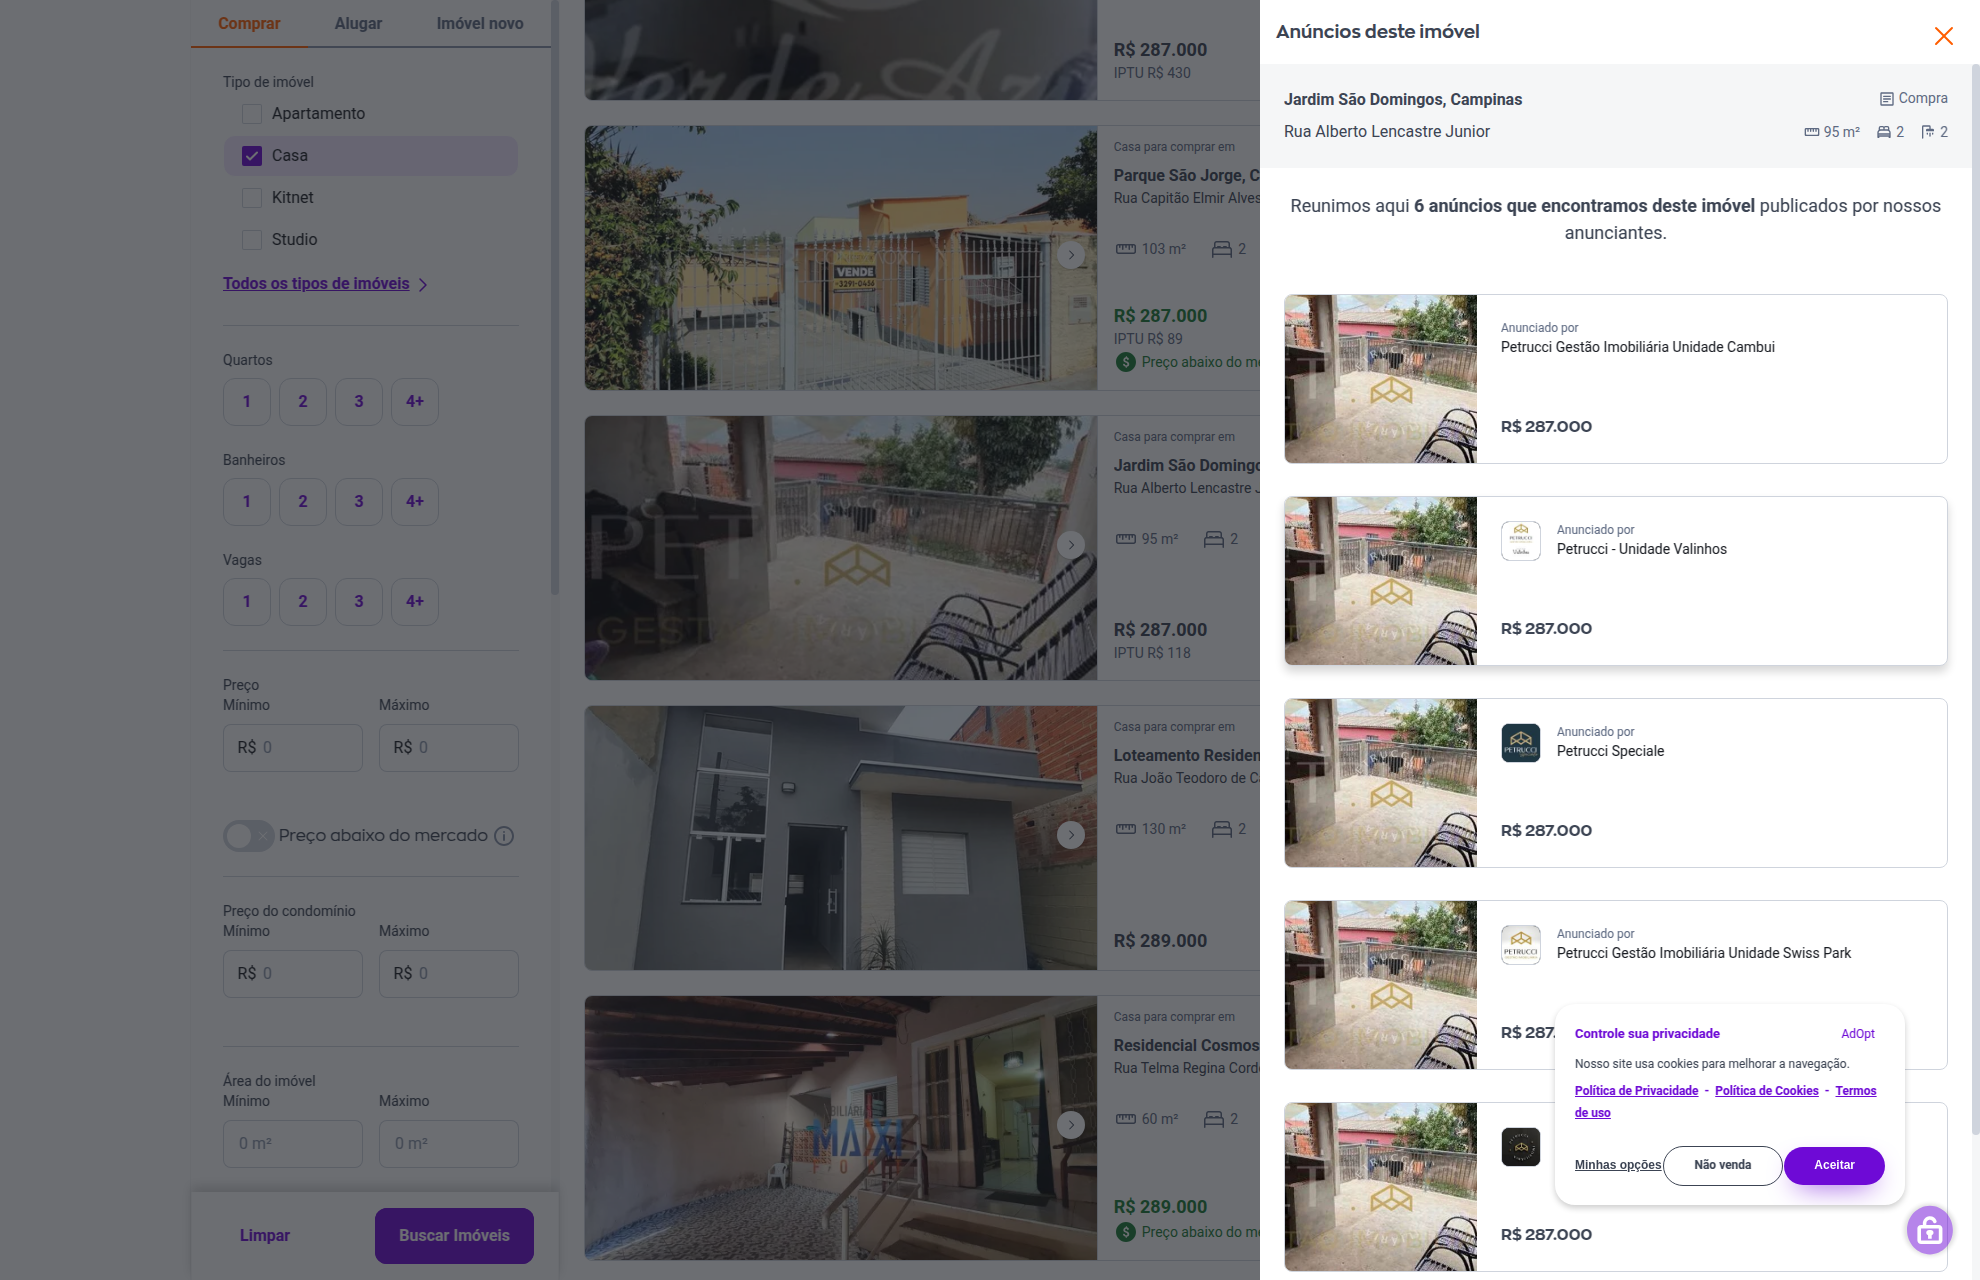 Comprar
Alugar
Imóvel novo
Tipo de imóvel
Apartamento
Casa
Kitnet
Studio
Todos os tipos de imóveis
Quartos
1
2
3
4+
Banheiros
1
2
3
4+
Vagas
1
2
3
4+
Preço
Mínimo
Máximo
R$ 0
R$ 0
Preço abaixo do mercado
Preço do condomínio
Mínimo
Máximo
R$ 0
R$ 0
Área do imóvel
Mínimo
Máximo
0 m²
0 m²
Limpar
Buscar Imóveis
R$ 287.000
IPTU R$ 430
VENDE
3291-0456
Casa para comprar em
Parque São Jorge, C
Rua Capitão Elmir Alves
103 m²
2
R$ 287.000
IPTU R$ 89
Preço abaixo do m
Casa para comprar em
Jardim São Domingo
Rua Alberto Lencastre J
95 m²
2
R$ 287.000
IPTU R$ 118
Casa para comprar em
Loteamento Residen
Rua João Teodoro de C
130 m²
2
R$ 289.000
Casa para comprar em
Residencial Cosmos
Rua Telma Regina Cord
60 m²
2
R$ 289.000
Preço abaixo do m
Anúncios deste imóvel
Jardim São Domingos, Campinas
Compra
Rua Alberto Lencastre Junior
95 m²
2
2
Reunimos aqui 6 anúncios que encontramos deste imóvel publicados por nossos
anunciantes.
Anunciado por
Petrucci Gestão Imobiliária Unidade Cambui
R$ 287.000
PETRUCCI
Valinhos
Anunciado por
Petrucci - Unidade Valinhos
R$ 287.000
PETRUCCI
Anunciado por
Petrucci Speciale
R$ 287.000
PETRUCCI
Anunciado por
Petrucci Gestão Imobiliária Unidade Swiss Park
R$ 287.
R$ 287.000
Controle sua privacidade
AdOpt
Nosso site usa cookies para melhorar a navegação.
Política de Privacidade - Política de Cookies - Termos
de uso
Minhas opções
Não venda
Aceitar